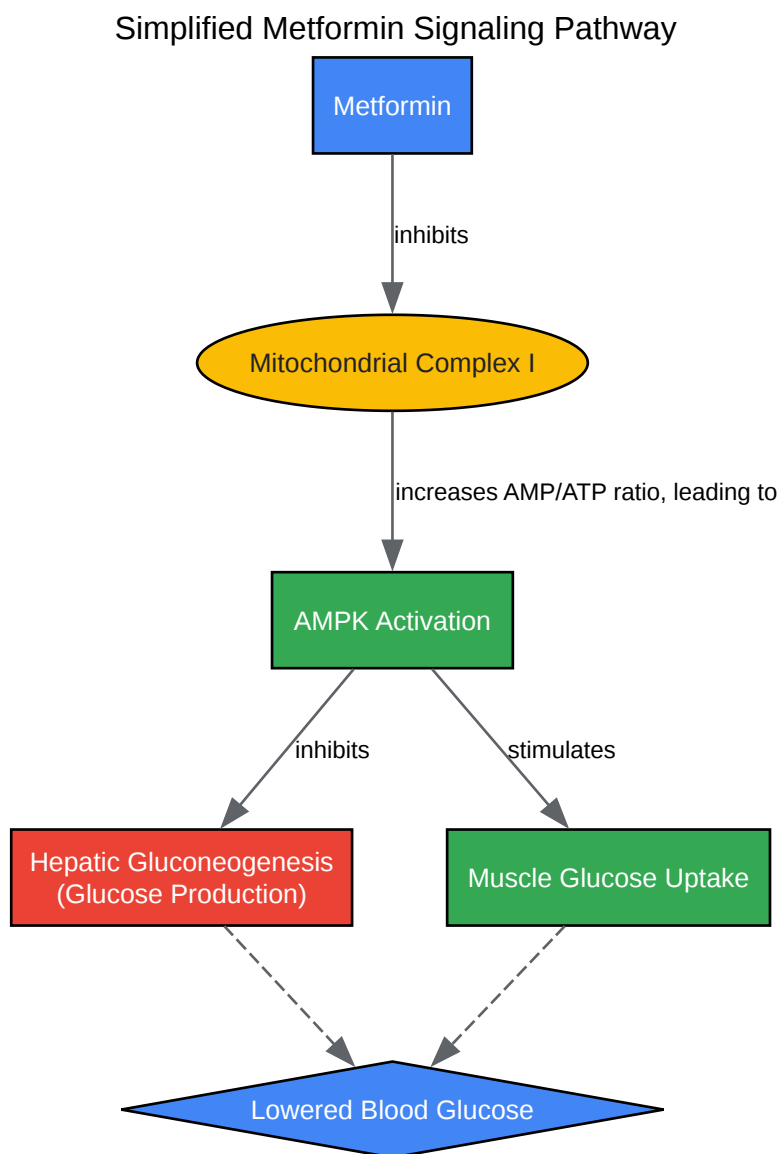 Simplified Metformin Signaling Pathway
Metformin
inhibits
Mitochondrial Complex I
increases AMP/ATP ratio, leading to
AMPK Activation
inhibits
stimulates
Hepatic Gluconeogenesis
(Glucose Production)
Muscle Glucose Uptake
Lowered Blood Glucose